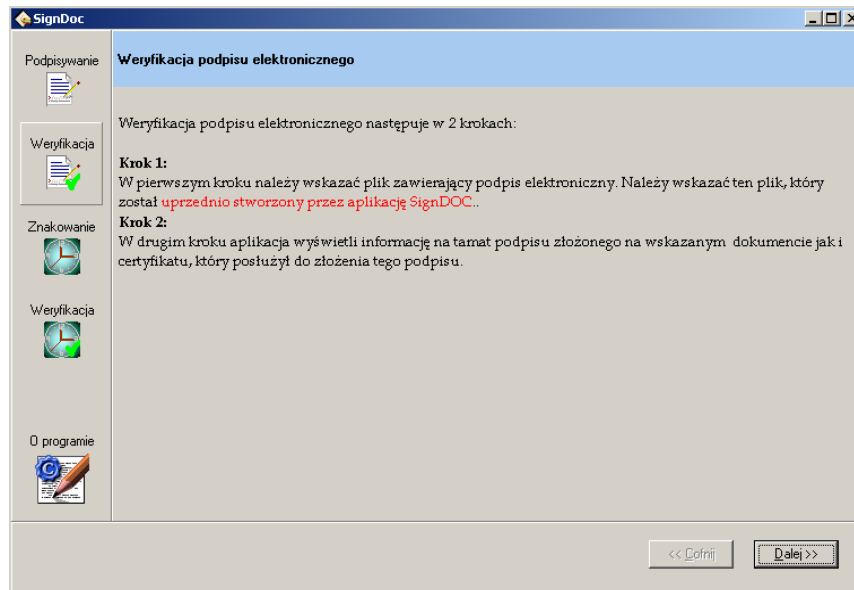 SignDoc
Podpisywanie
Weryfikacja
Znakowanie
Weryfikacja
O programie
Weryfikacja podpisu elektronicznego
Weryfikacja podpisu elektronicznego następuje w 2 krokach:
Krok 1:
W pierwszym kroku należy wskazać plik zawierający podpis elektroniczny. Należy wskazać ten plik, który
został uprzednio stworzony przez aplikację SignDOC..
Krok 2:
W drugim kroku aplikacja wyświetli informację na tamat podpisu złożonego na wskazanym dokumencie jak i
certyfikatu, który posłużył do złożenia tego podpisu.
<< Cofnij
Dalej >>